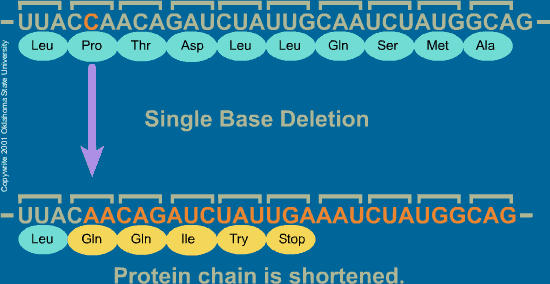 –UUACCAACAGAUCUAUUGCAAUCUAUGGCAG–
Leu Pro Thr Asp Leu Leu Gln Ser Met Ala
Single Base Deletion
–UUACAACAGAUCUAUUGAAAUCUAUGGCAG–
Leu Gln Gln Ile Try Stop
Protein chain is shortened.
Copywrite 2001 Oklahoma State University